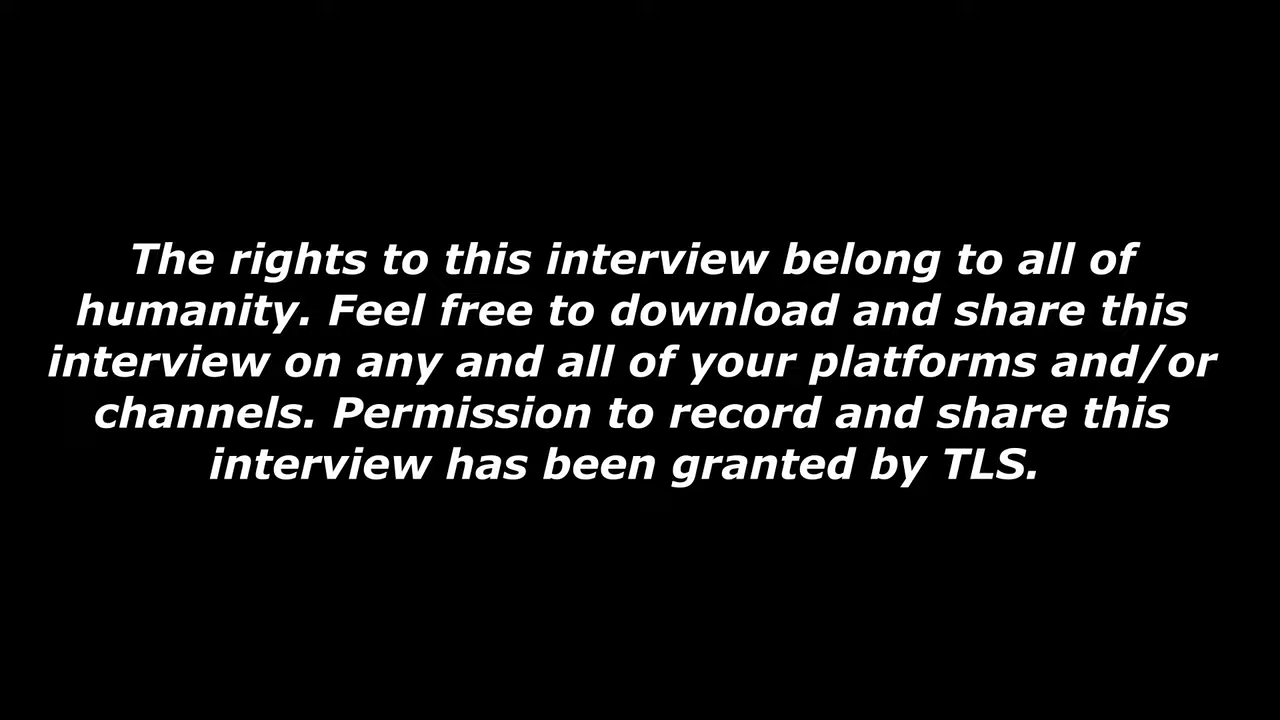 The rights to this interview belong to all of
humanity. Feel free to download and share this
interview on any and all of your platforms and/or
channels. Permission to record and share this
interview has been granted by TLS.